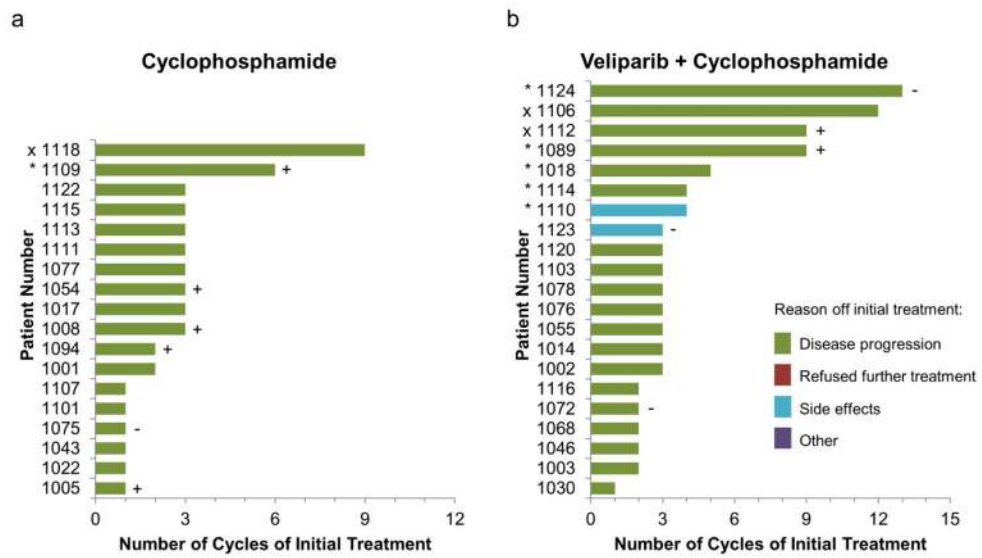 a
Cyclophosphamide
x 1118
* 1109 +
1122
1115
1113
1111
1077
1054 +
1017
1008 +
1094 +
1001
1107
1101
1075 -
1043
1022
1005 +
Patient Number
0 3 6 9 12
Number of Cycles of Initial Treatment
b
Veliparib + Cyclophosphamide
* 1124 -
x 1106
x 1112 +
* 1089 +
* 1018
* 1114
* 1110
1123 -
1120
1103
1078
1076
1055
1014
1002
1116
1072 -
1068
1046
1003
1030
Patient Number
0 3 6 9 12 15
Number of Cycles of Initial Treatment
Reason off initial treatment:
Disease progression
Refused further treatment
Side effects
Other